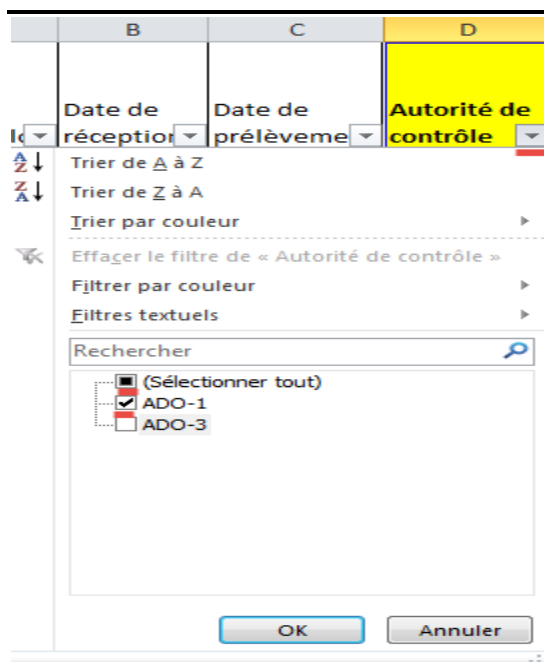 B C D
Date de Date de Autorité de
réception prélèveme contrôle
Trier de A à Z
Trier de Z à A
Trier par couleur
Effacer le filtre de « Autorité de contrôle »
Filtrer par couleur
Filtres textuels
Rechercher
(Sélectionner tout)
ADO-1
ADO-3
OK Annuler